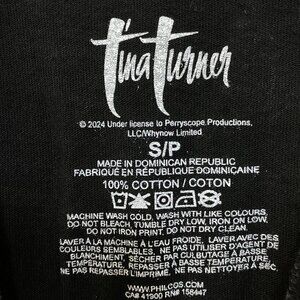 Tina Turner
© 2024 Under license to Perryscope Productions,
LLC/Whynow Limited
S/P
MADE IN DOMINICAN REPUBLIC
FABRIQUÉ EN RÉPUBLIQUE DOMINICAINE
100% COTTON / COTON
MACHINE WASH COLD, WASH WITH LIKE COLOURS,
DO NOT BLEACH, TUMBLE DRY LOW, IRON ON LOW,
DO NOT IRON PRINT, DO NOT DRY CLEAN.
LAVER À LA MACHINE À L'EAU FROIDE, LAVER AVEC DES
COULEURS SEMBLABLES, NE PAS UTILISER D'AGENT DE
BLANCHIMENT, SÉCHER PAR CULBUTAGE À BASSE
TEMPÉRATURE, REPASSER À BASSE TEMPÉRATURE,
NE PAS REPASSER L'IMPRIMÉ, NE PAS NETTOYER À SEC.
WWW.PHILCOS.COM
CA# 41900 RN# 158447